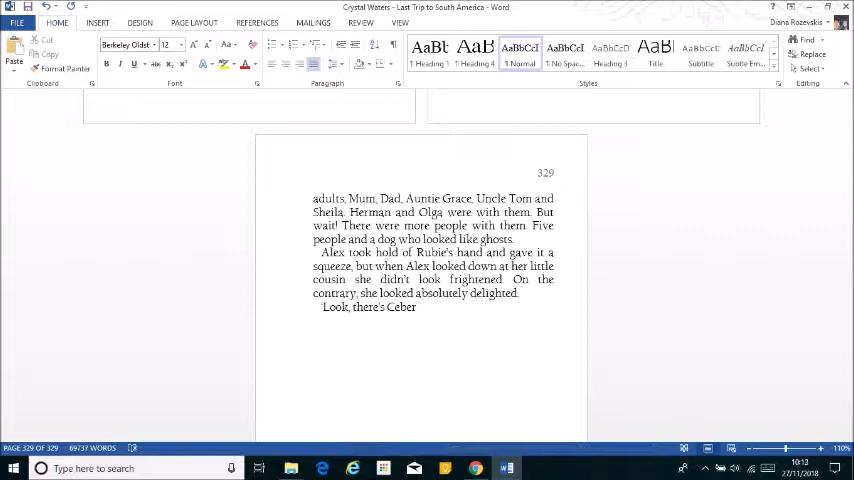 Crystal Waters - Last Trip to South America - Word
Diana Rozevskis
FILE HOME INSERT DESIGN PAGE LAYOUT REFERENCES MAILINGS REVIEW VIEW
Cut
Copy
Format Painter
Paste
Berkeley Oldst 12
AaBbC AaB AaBbCcI AaBbCcI AaBbCcD AaBbI AaBbCcD AaBbCcI
¶ Heading 1 ¶ Heading 4 ¶ Normal ¶ No Spac... Heading 3 Title Subtitle Subtle Em...
Find
Replace
Select
Clipboard Font Paragraph Styles Editing
329
adults, Mum, Dad, Auntie Grace, Uncle Tom and
Sheila. Herman and Olga were with them. But
wait! There were more people with them. Five
people and a dog who looked like ghosts.
Alex took hold of Rubie's hand and gave it a
squeeze, but when Alex looked down at her little
cousin she didn't look frightened. On the
contrary, she looked absolutely delighted.
'Look, there's Ceber
PAGE 329 OF 329 69737 WORDS
110%
Type here to search
10:13
27/11/2018